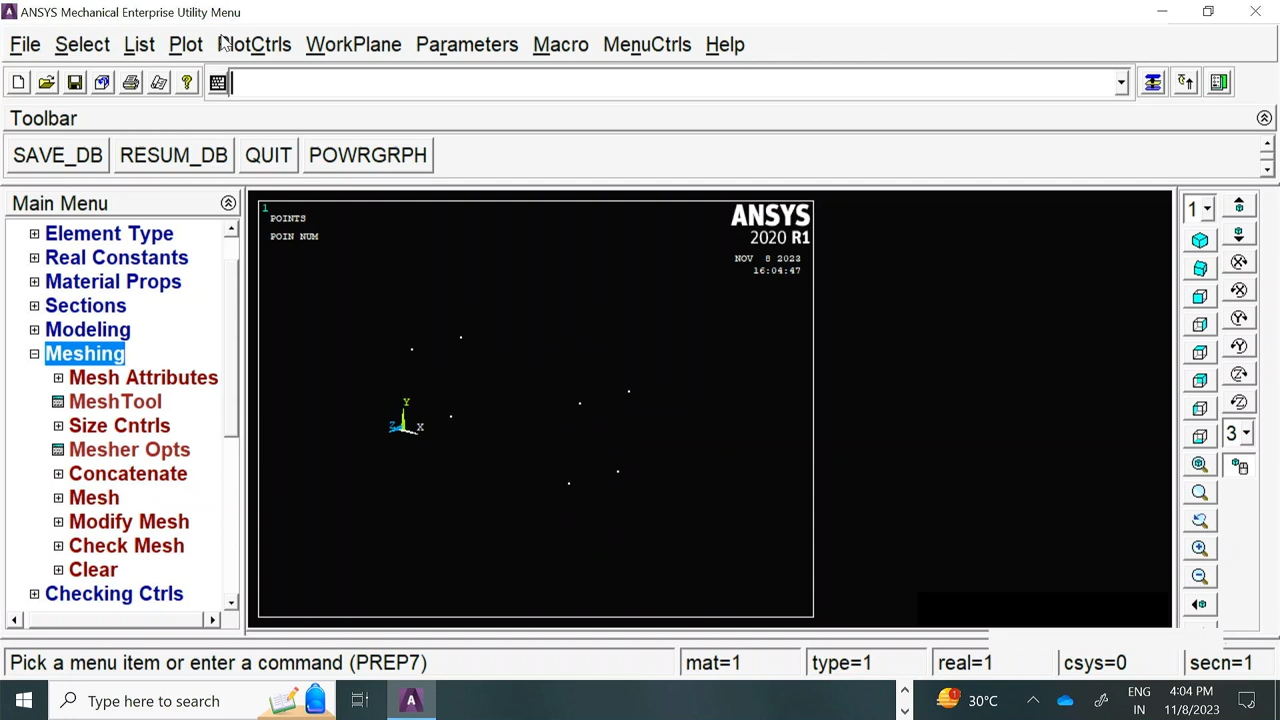 ANSYS Mechanical Enterprise Utility Menu
File Select List Plot PlotCtrls WorkPlane Parameters Macro MenuCtrls Help
Toolbar
SAVE_DB RESUM_DB QUIT POWRGRPH
Main Menu
Element Type
Real Constants
Material Props
Sections
Modeling
Meshing
Mesh Attributes
MeshTool
Size Cntrls
Mesher Opts
Concatenate
Mesh
Modify Mesh
Check Mesh
Clear
Checking Ctrls
1
POINTS
POIN NUM
ANSYS
2020 R1
NOV 8 2023
16:04:47
Y
Z X
1
3
Pick a menu item or enter a command (PREP7) mat=1 type=1 real=1 csys=0 secn=1
Type here to search
1
30°C
ENG
IN
4:04 PM
11/8/2023